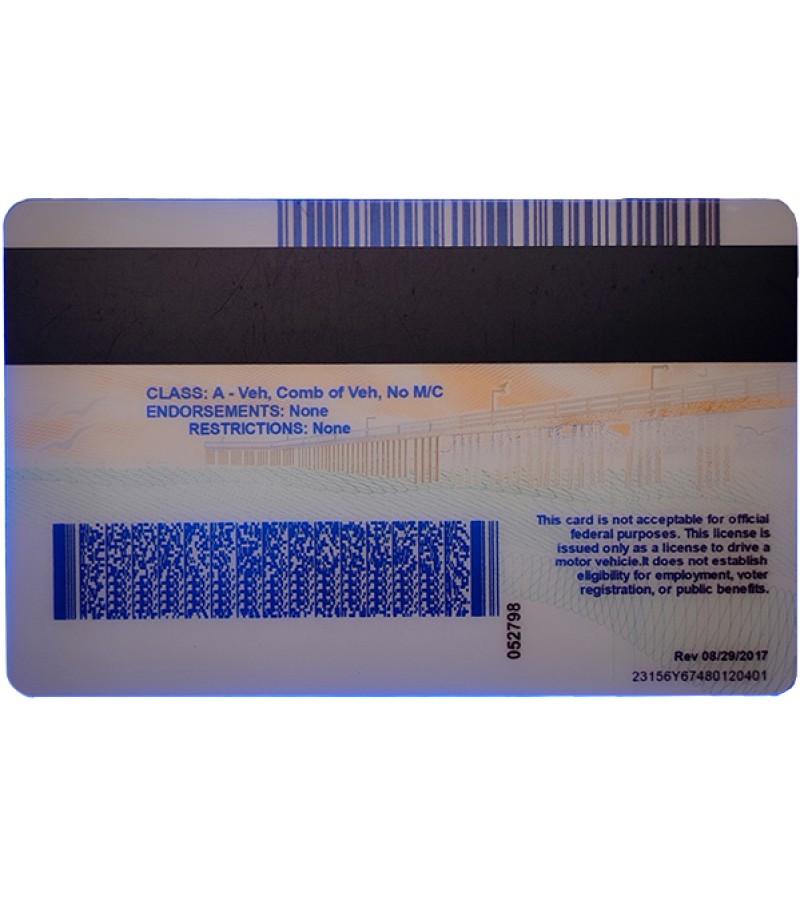 CLASS: A - Veh, Comb of Veh, No M/C
ENDORSEMENTS: None
RESTRICTIONS: None
This card is not acceptable for official
federal purposes. This license is
issued only as a license to drive a
motor vehicie.It does not establish
eligibility for employment, voter
registration, or public benefits.
052798
Rev 08/29/2017
23156Y67480120401